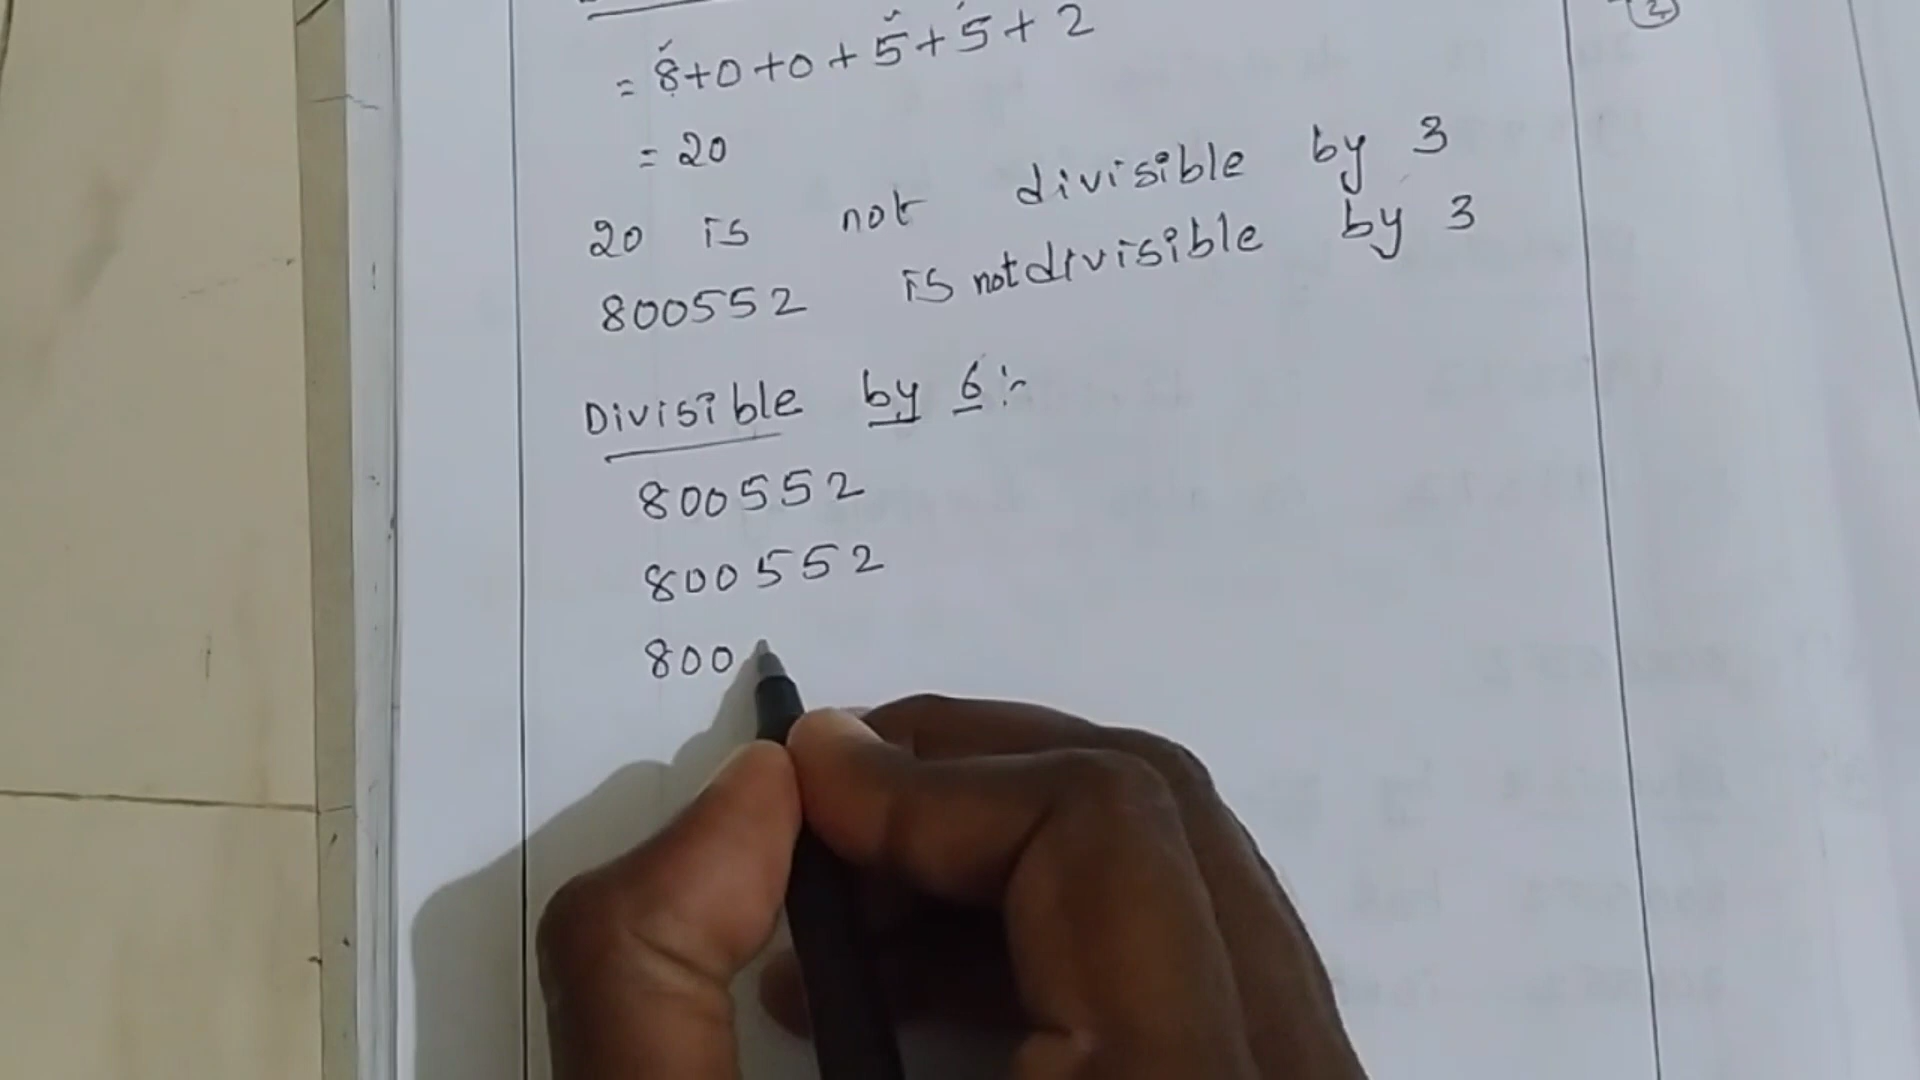 = 8+0+0+5+5+2
= 20
20 is not divisible by 3
800552 is not divisible by 3
Divisible by 6:-
800552
800552
800
2